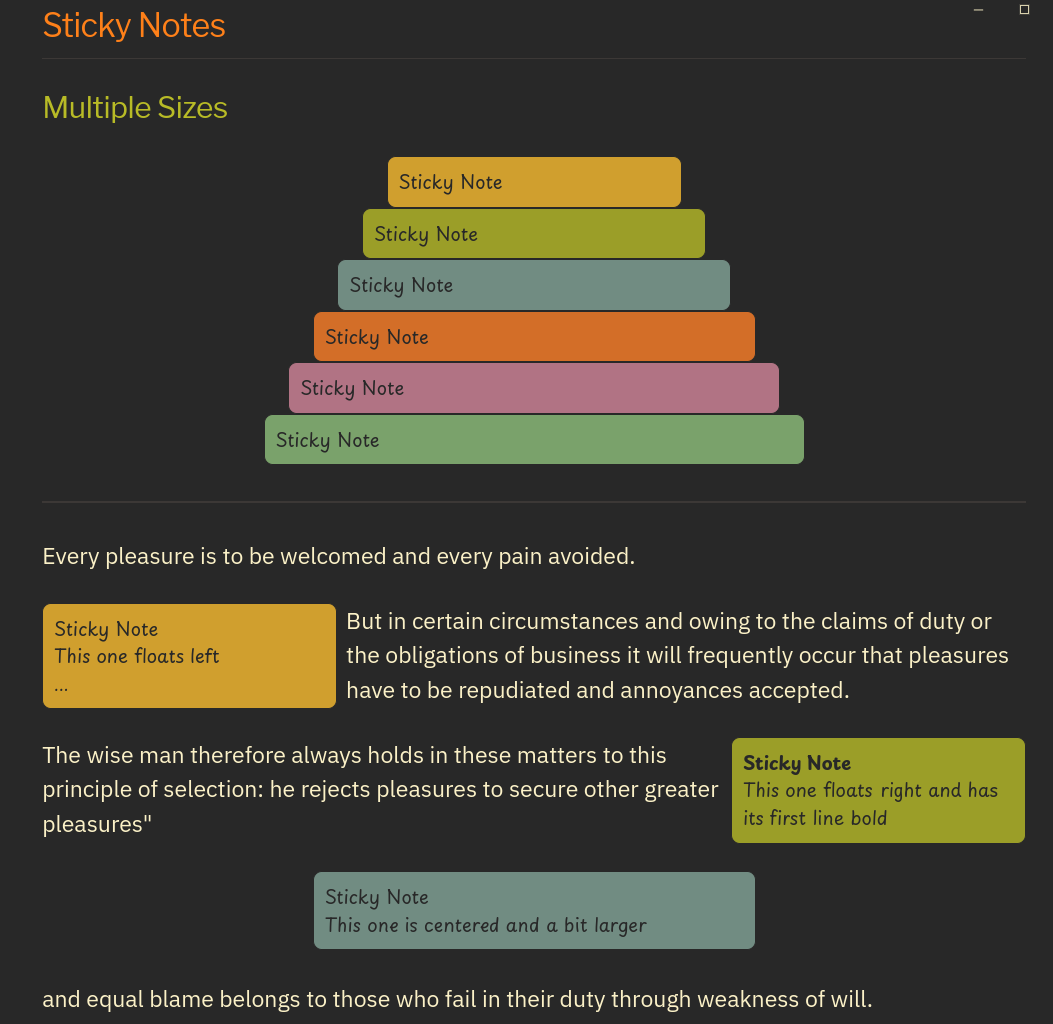 Sticky Notes
Multiple Sizes
Sticky Note
Sticky Note
Sticky Note
Sticky Note
Sticky Note
Sticky Note
Every pleasure is to be welcomed and every pain avoided.
Sticky Note
This one floats left
...
But in certain circumstances and owing to the claims of duty or
the obligations of business it will frequently occur that pleasures
have to be repudiated and annoyances accepted.
The wise man therefore always holds in these matters to this
principle of selection: he rejects pleasures to secure other greater
pleasures"
Sticky Note
This one floats right and has
its first line bold
Sticky Note
This one is centered and a bit larger
and equal blame belongs to those who fail in their duty through weakness of will.